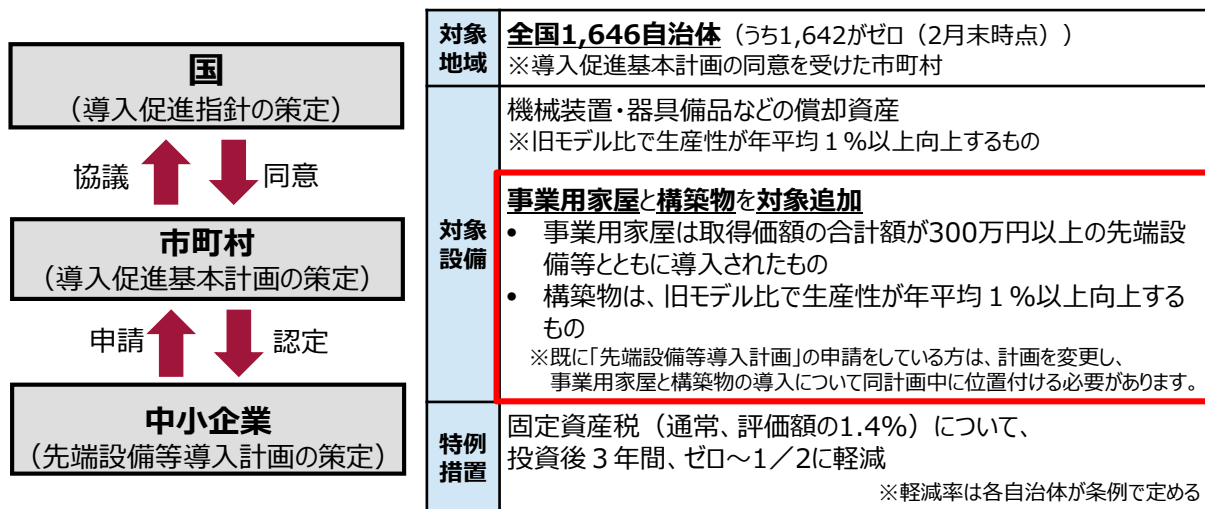 国
（導入促進指針の策定）
協議
同意
市町村
（導入促進基本計画の策定）
申請
認定
中小企業
（先端設備等導入計画の策定）
対象
地域
全国1,646自治体（うち1,642がゼロ（2月末時点））
※導入促進基本計画の同意を受けた市町村
対象
設備
機械装置・器具備品などの償却資産
※旧モデル比で生産性が年平均１％以上向上するもの
事業用家屋と構築物を対象追加
• 事業用家屋は取得価額の合計額が300万円以上の先端設
備等とともに導入されたもの
• 構築物は、旧モデル比で生産性が年平均１％以上向上する
もの
※既に「先端設備等導入計画」の申請をしている方は、計画を変更し、
事業用家屋と構築物の導入について同計画中に位置付ける必要があります。
特例
措置
固定資産税（通常、評価額の1.4%）について、
投資後３年間、ゼロ～1／2に軽減
※軽減率は各自治体が条例で定める